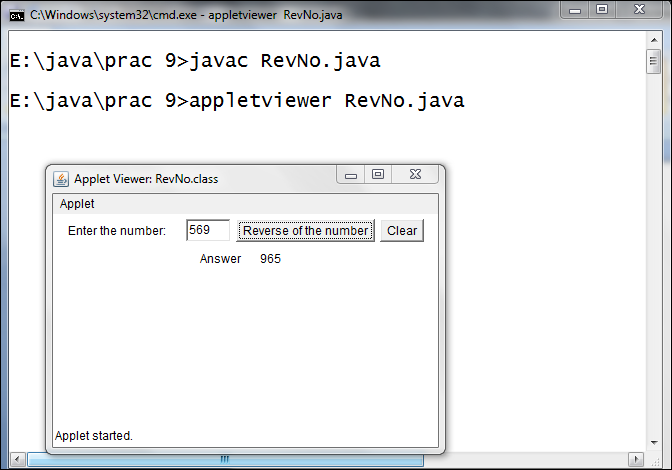 C:\Windows\system32\cmd.exe - appletviewer  RevNo.java
E:\java\prac 9>javac RevNo.java
E:\java\prac 9>appletviewer RevNo.java
Applet Viewer: RevNo.class
Applet
Enter the number: 569 Reverse of the number Clear
Answer 965
Applet started.